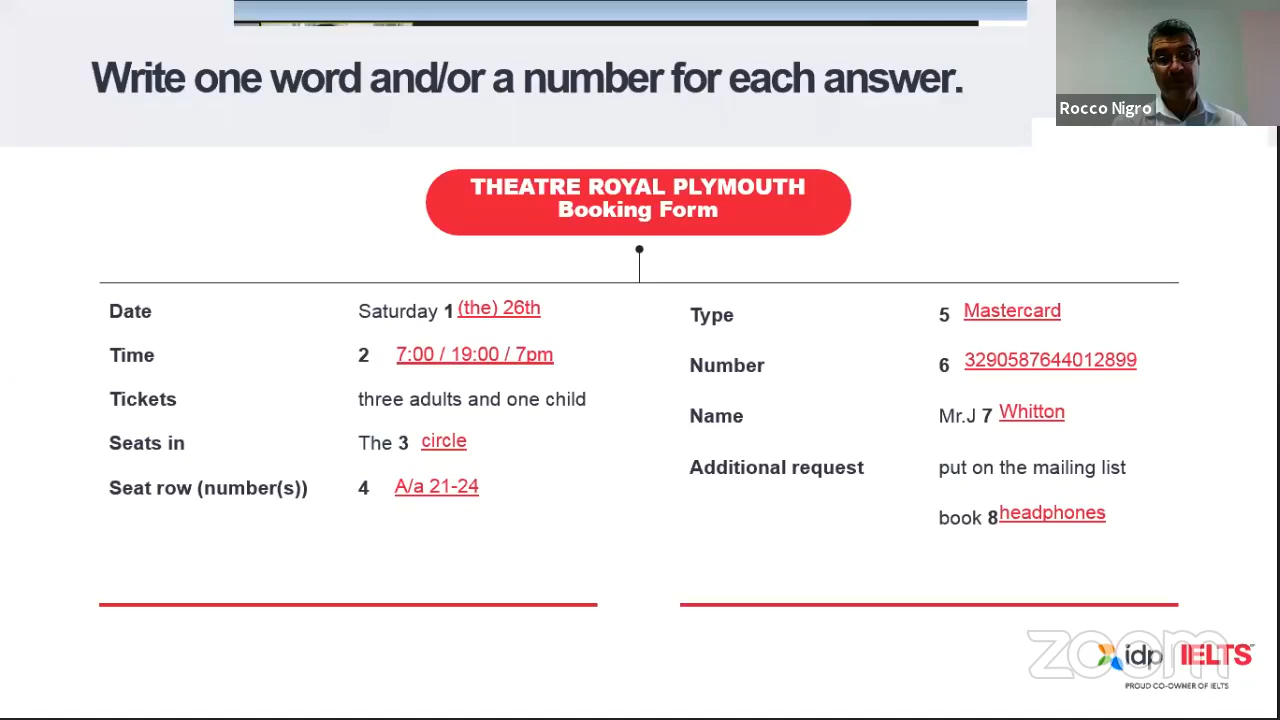 Write one word and/or a number for each answer.
Rocco Nigro
THEATRE ROYAL PLYMOUTH
Booking Form
Date Saturday 1 (the) 26th
Time 2 7:00 / 19:00 / 7pm
Tickets three adults and one child
Seats in The 3 circle
Seat row (number(s)) 4 A/a 21-24
Type 5 Mastercard
Number 6 3290587644012899
Name Mr.J 7 Whitton
Additional request put on the mailing list
book 8 headphones
zoom
idp IELTS™
PROUD CO-OWNER OF IELTS